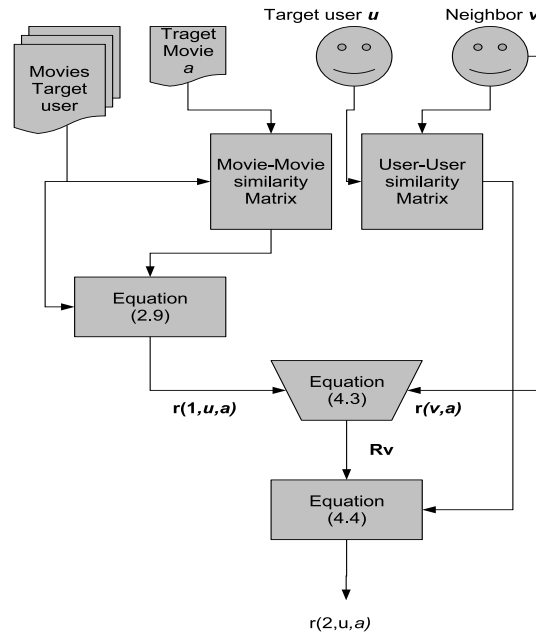 Target user u
Neighbor v
Traget
Movie
a
Movies
Target
user
Movie-Movie
similarity
Matrix
User-User
similarity
Matrix
Equation
(2.9)
Equation
(4.3)
r(1,u,a)
r(v,a)
Rv
Equation
(4.4)
r(2,u,a)